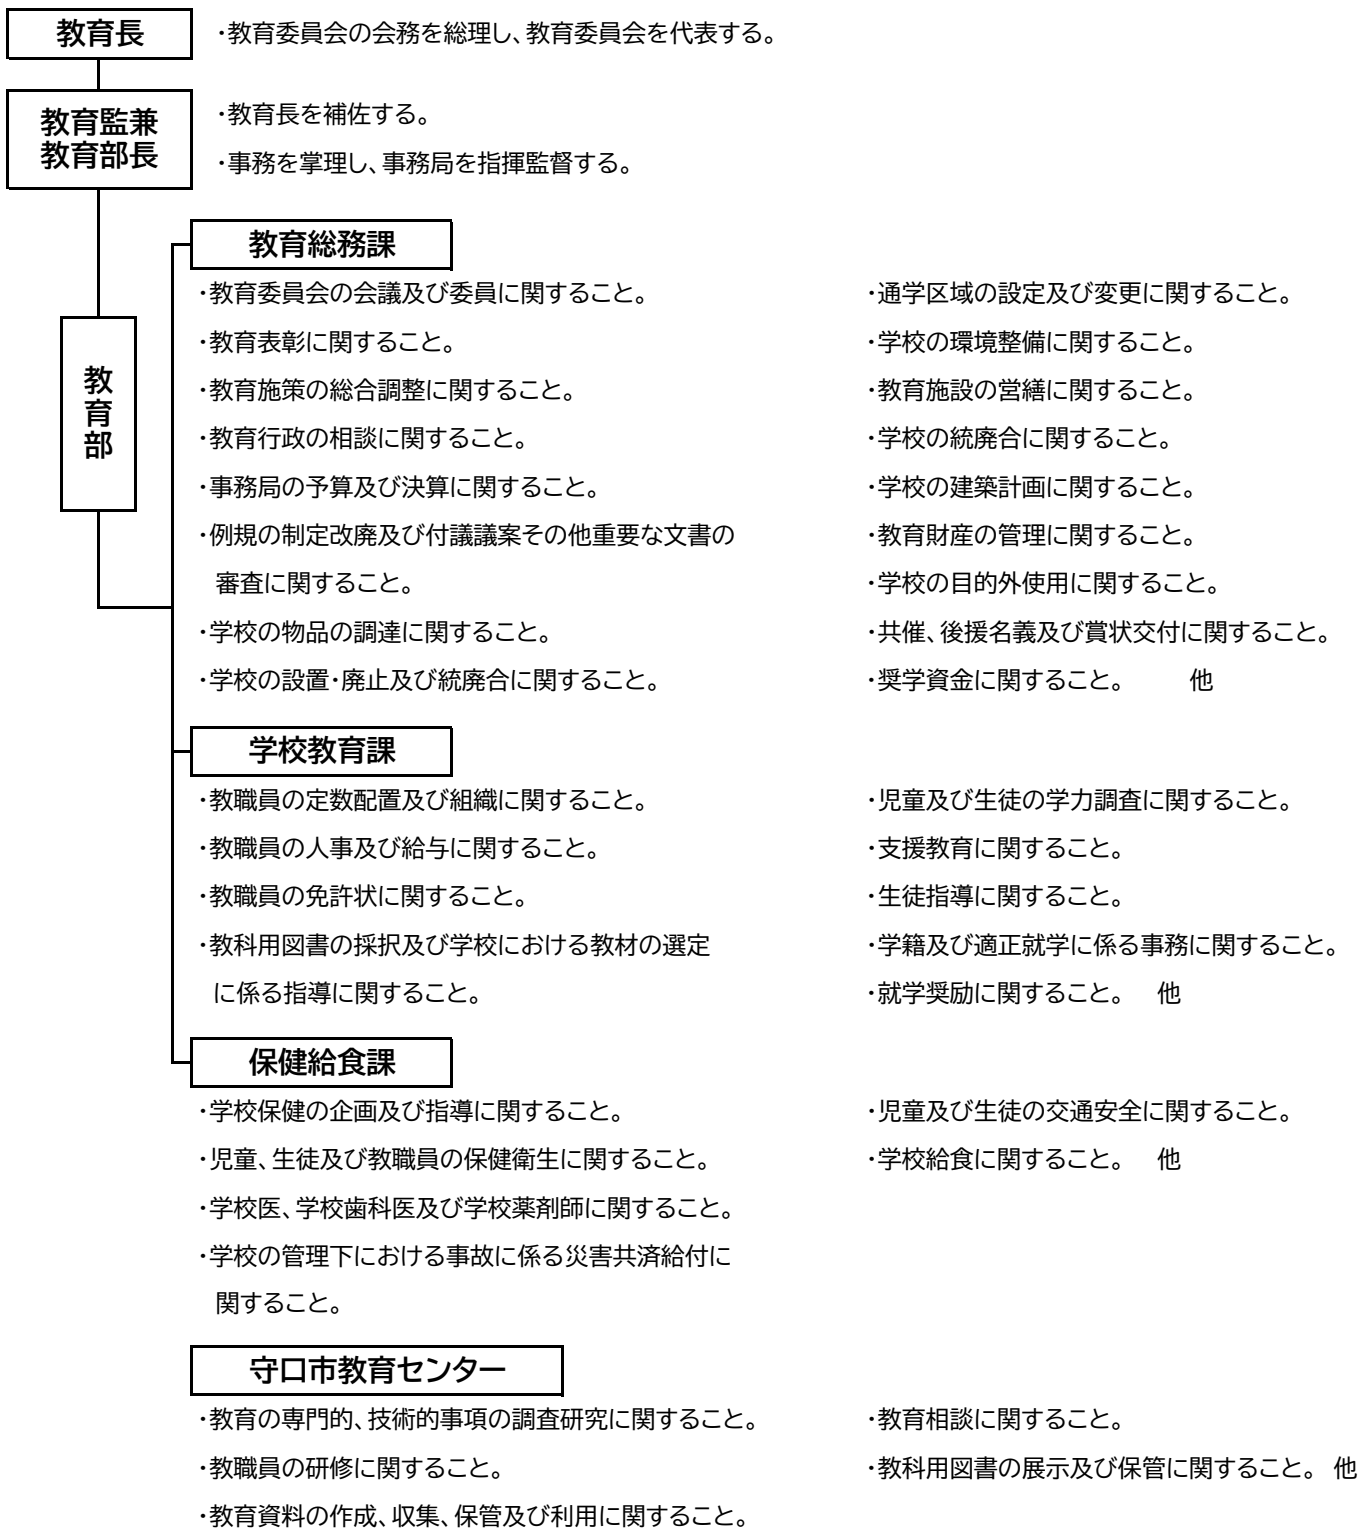 教育長
・教育委員会の会務を総理し、教育委員会を代表する。
教育監兼
教育部長
・教育長を補佐する。
・事務を掌理し、事務局を指揮監督する。
教育部
教育総務課
・教育委員会の会議及び委員に関すること。
・教育表彰に関すること。
・教育施策の総合調整に関すること。
・教育行政の相談に関すること。
・事務局の予算及び決算に関すること。
・例規の制定改廃及び付議議案その他重要な文書の
審査に関すること。
・学校の物品の調達に関すること。
・学校の設置・廃止及び統廃合に関すること。
・通学区域の設定及び変更に関すること。
・学校の環境整備に関すること。
・教育施設の営繕に関すること。
・学校の統廃合に関すること。
・学校の建築計画に関すること。
・教育財産の管理に関すること。
・学校の目的外使用に関すること。
・共催、後援名義及び賞状交付に関すること。
・奨学資金に関すること。 他
学校教育課
・教職員の定数配置及び組織に関すること。
・教職員の人事及び給与に関すること。
・教職員の免許状に関すること。
・教科用図書の採択及び学校における教材の選定
に係る指導に関すること。
・児童及び生徒の学力調査に関すること。
・支援教育に関すること。
・生徒指導に関すること。
・学籍及び適正就学に係る事務に関すること。
・就学奨励に関すること。 他
保健給食課
・学校保健の企画及び指導に関すること。
・児童、生徒及び教職員の保健衛生に関すること。
・学校医、学校歯科医及び学校薬剤師に関すること。
・学校の管理下における事故に係る災害共済給付に
関すること。
・児童及び生徒の交通安全に関すること。
・学校給食に関すること。 他
守口市教育センター
・教育の専門的、技術的事項の調査研究に関すること。
・教職員の研修に関すること。
・教育資料の作成、収集、保管及び利用に関すること。
・教育相談に関すること。
・教科用図書の展示及び保管に関すること。 他